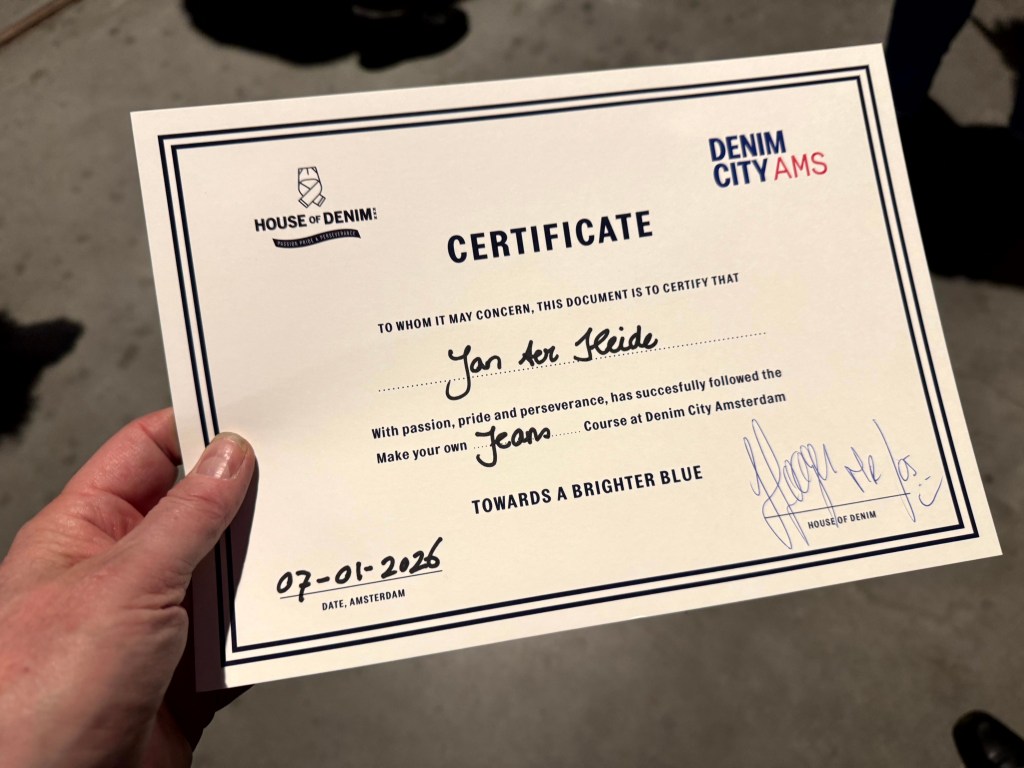 HOUSE OF DENIM
PASSION PRIDE & PERSEVERANCE
DENIM
CITY AMS
CERTIFICATE
TO WHOM IT MAY CONCERN, THIS DOCUMENT IS TO CERTIFY THAT
Jan ter Heide
With passion, pride and perseverance, has succesfully followed the
Make your own Jeans Course at Denim City Amsterdam
TOWARDS A BRIGHTER BLUE
HOUSE OF DENIM
07-01-2026
DATE, AMSTERDAM